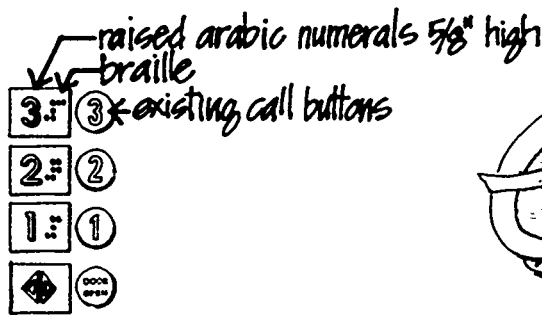 raised arabic numerals 5/8" high
braille
3 3 existing call buttons
2 2
1 1
DOOR
OPEN